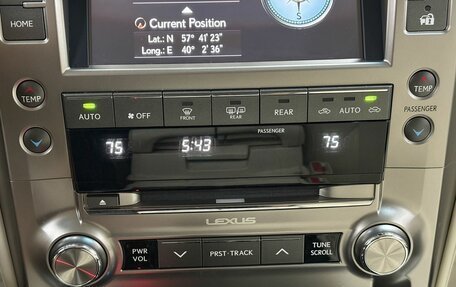 HOME
Current Position
Lat.: N 57° 41'23"
Long.: E 40° 2'36"
TEMP
TEMP
PASSENGER
AUTO
OFF
FRONT
REAR
REAR
AUTO
PASSENGER
75
5:43
75
LEXUS
PWR VOL
PRST·TRACK
TUNE SCROLL